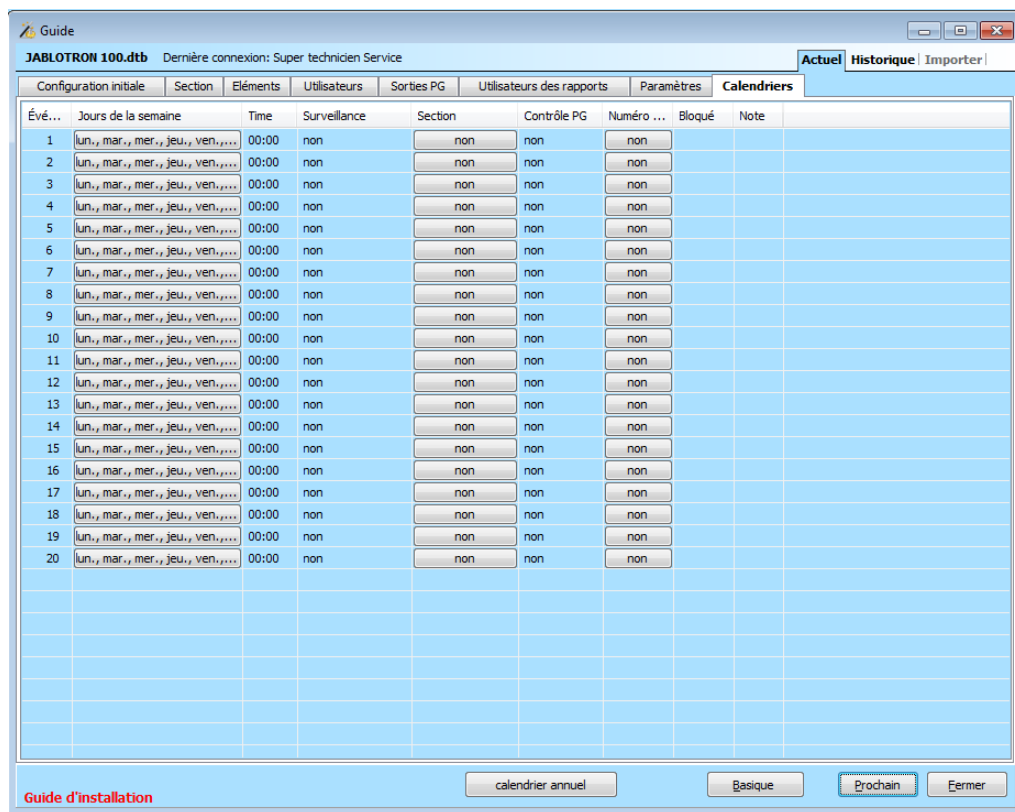 Guide
JABLOTRON 100.dtb Dernière connexion: Super technicien Service Actuel Historique Importer
Configuration initiale Section Eléments Utilisateurs Sorties PG Utilisateurs des rapports Paramètres Calendriers
Évé... Jours de la semaine Time Surveillance Section Contrôle PG Numéro ... Bloqué Note
1 lun., mar., mer., jeu., ven.,... 00:00 non non non non
2 lun., mar., mer., jeu., ven.,... 00:00 non non non non
3 lun., mar., mer., jeu., ven.,... 00:00 non non non non
4 lun., mar., mer., jeu., ven.,... 00:00 non non non non
5 lun., mar., mer., jeu., ven.,... 00:00 non non non non
6 lun., mar., mer., jeu., ven.,... 00:00 non non non non
7 lun., mar., mer., jeu., ven.,... 00:00 non non non non
8 lun., mar., mer., jeu., ven.,... 00:00 non non non non
9 lun., mar., mer., jeu., ven.,... 00:00 non non non non
10 lun., mar., mer., jeu., ven.,... 00:00 non non non non
11 lun., mar., mer., jeu., ven.,... 00:00 non non non non
12 lun., mar., mer., jeu., ven.,... 00:00 non non non non
13 lun., mar., mer., jeu., ven.,... 00:00 non non non non
14 lun., mar., mer., jeu., ven.,... 00:00 non non non non
15 lun., mar., mer., jeu., ven.,... 00:00 non non non non
16 lun., mar., mer., jeu., ven.,... 00:00 non non non non
17 lun., mar., mer., jeu., ven.,... 00:00 non non non non
18 lun., mar., mer., jeu., ven.,... 00:00 non non non non
19 lun., mar., mer., jeu., ven.,... 00:00 non non non non
20 lun., mar., mer., jeu., ven.,... 00:00 non non non non
Guide d'installation calendrier annuel Basique Prochain Fermer